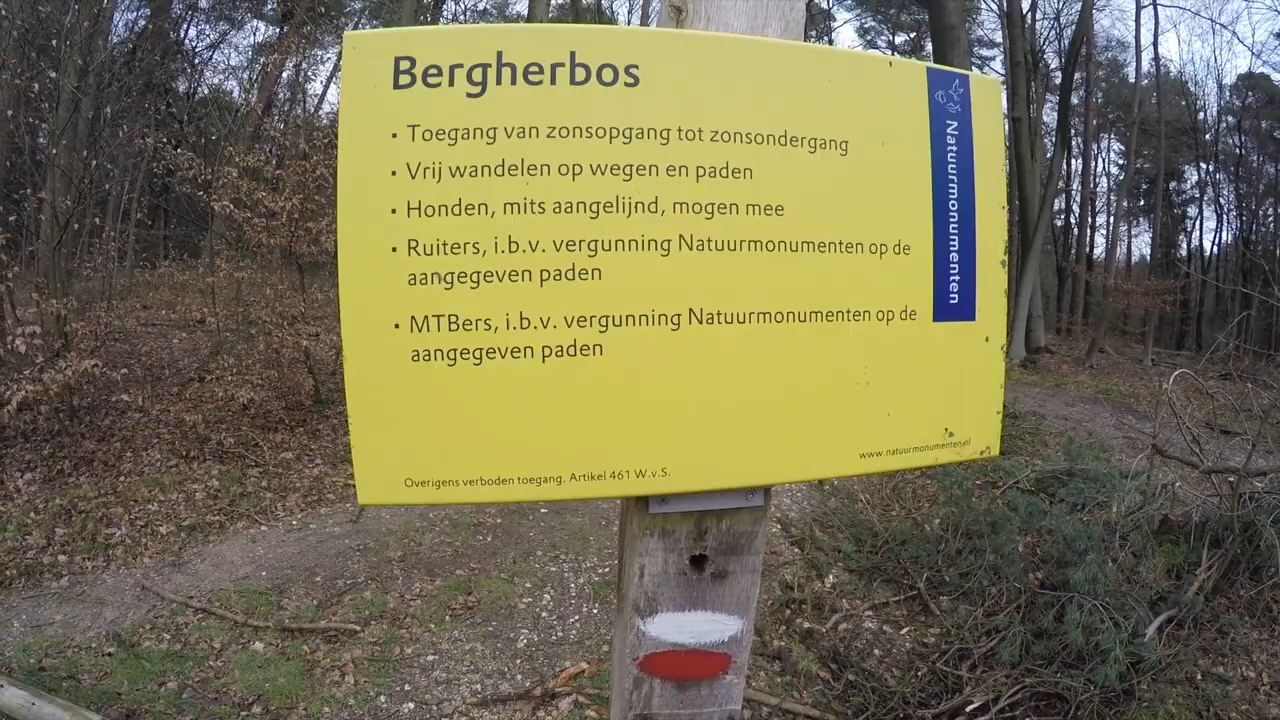 Bergherbos
▪ Toegang van zonsopgang tot zonsondergang
▪ Vrij wandelen op wegen en paden
▪ Honden, mits aangelijnd, mogen mee
▪ Ruiters, i.b.v. vergunning Natuurmonumenten op de
aangegeven paden
▪ MTBers, i.b.v. vergunning Natuurmonumenten op de
aangegeven paden
Natuurmonumenten
www.natuurmonumenten.nl
Overigens verboden toegang. Artikel 461 W.v.S.